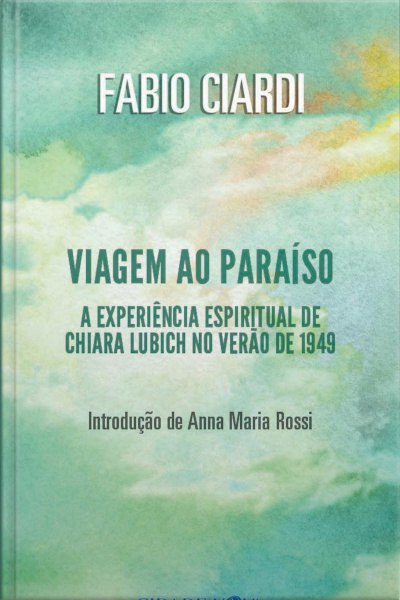 FABIO CIARDI
VIAGEM AO PARAÍSO
A EXPERIÊNCIA ESPIRITUAL DE
CHIARA LUBICH NO VERÃO DE 1949
Introdução de Anna Maria Rossi